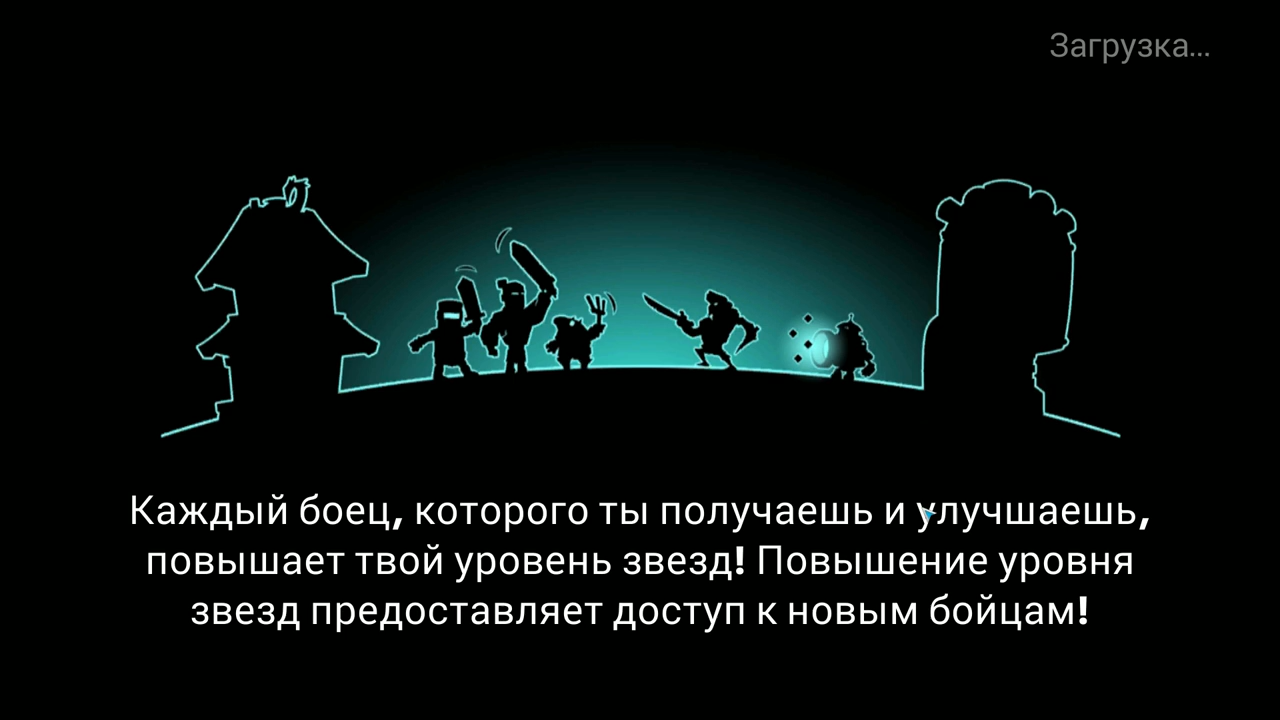 Загрузка...
Каждый боец, которого ты получаешь и улучшаешь,
повышает твой уровень звезд! Повышение уровня
звезд предоставляет доступ к новым бойцам!